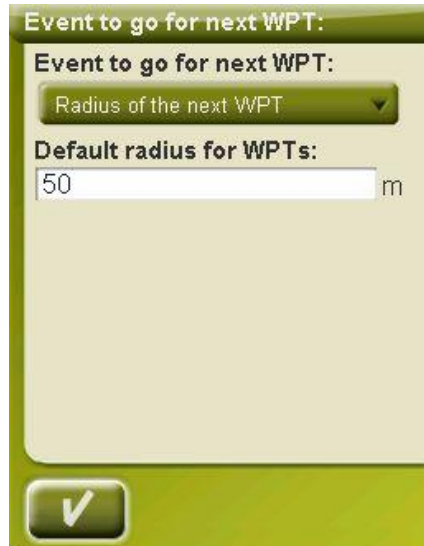 Event to go for next WPT:
Event to go for next WPT:
Radius of the next WPT
Default radius for WPTs:
50 m